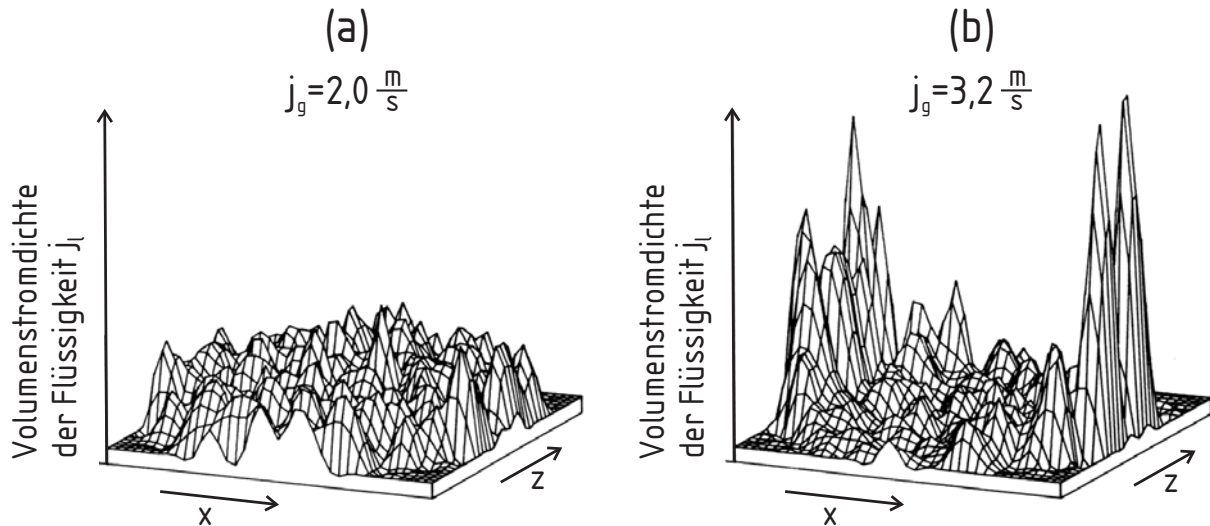 (a)
j_g=2,0 m/s
Volumenstromdichte
der Flüssigkeit j_l
x
z
(b)
j_g=3,2 m/s
Volumenstromdichte
der Flüssigkeit j_l
x
z